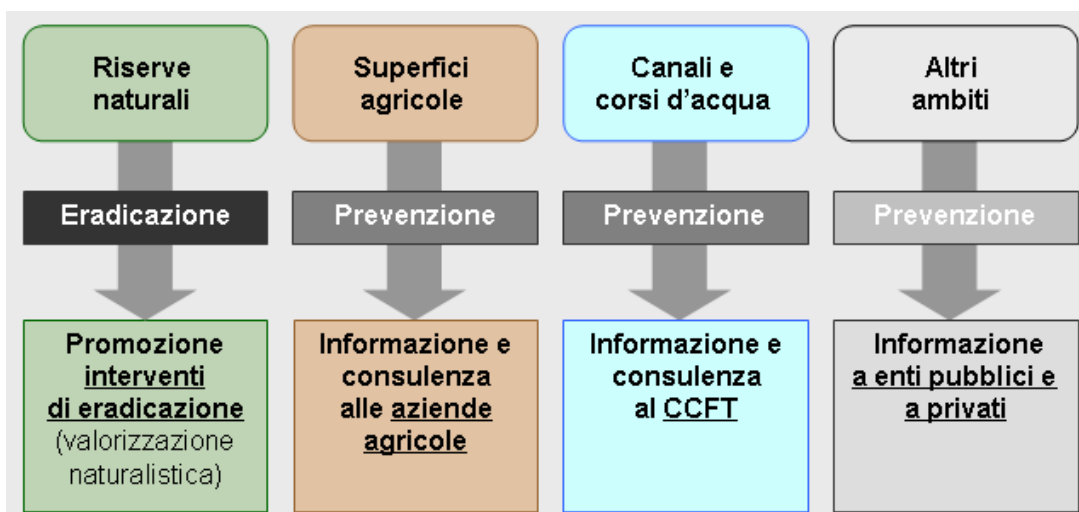 Riserve
naturali
Superfici
agricole
Canali e
corsi d'acqua
Altri
ambiti
Eradicazione
Prevenzione
Prevenzione
Prevenzione
Promozione
interventi
di eradicazione
(valorizzazione
naturalistica)
Informazione e
consulenza
alle aziende
agricole
Informazione e
consulenza
al CCFT
Informazione
a enti pubblici e
a privati